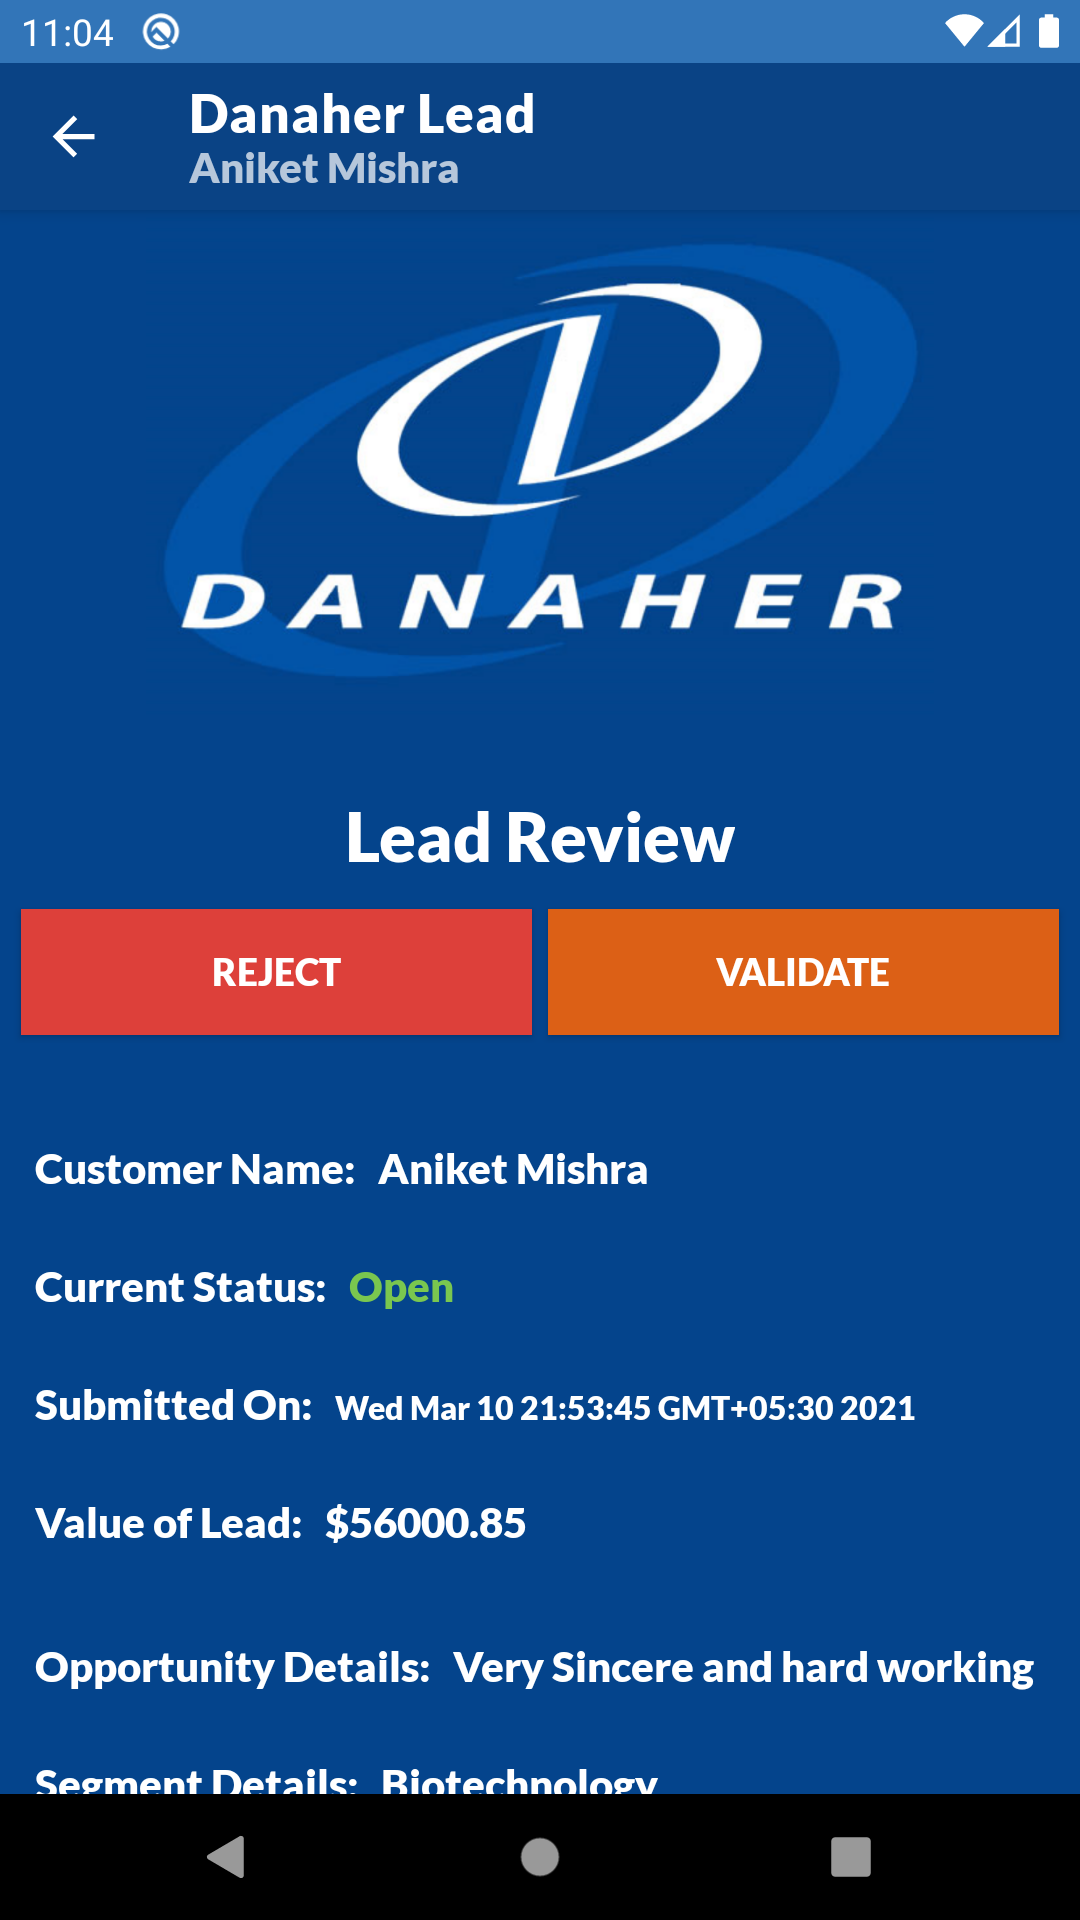 11:04
Danaher Lead
Aniket Mishra
DANAHER
Lead Review
REJECT VALIDATE
Customer Name: Aniket Mishra
Current Status: Open
Submitted On: Wed Mar 10 21:53:45 GMT+05:30 2021
Value of Lead: $56000.85
Opportunity Details: Very Sincere and hard working
Segment Details: Biotechnology